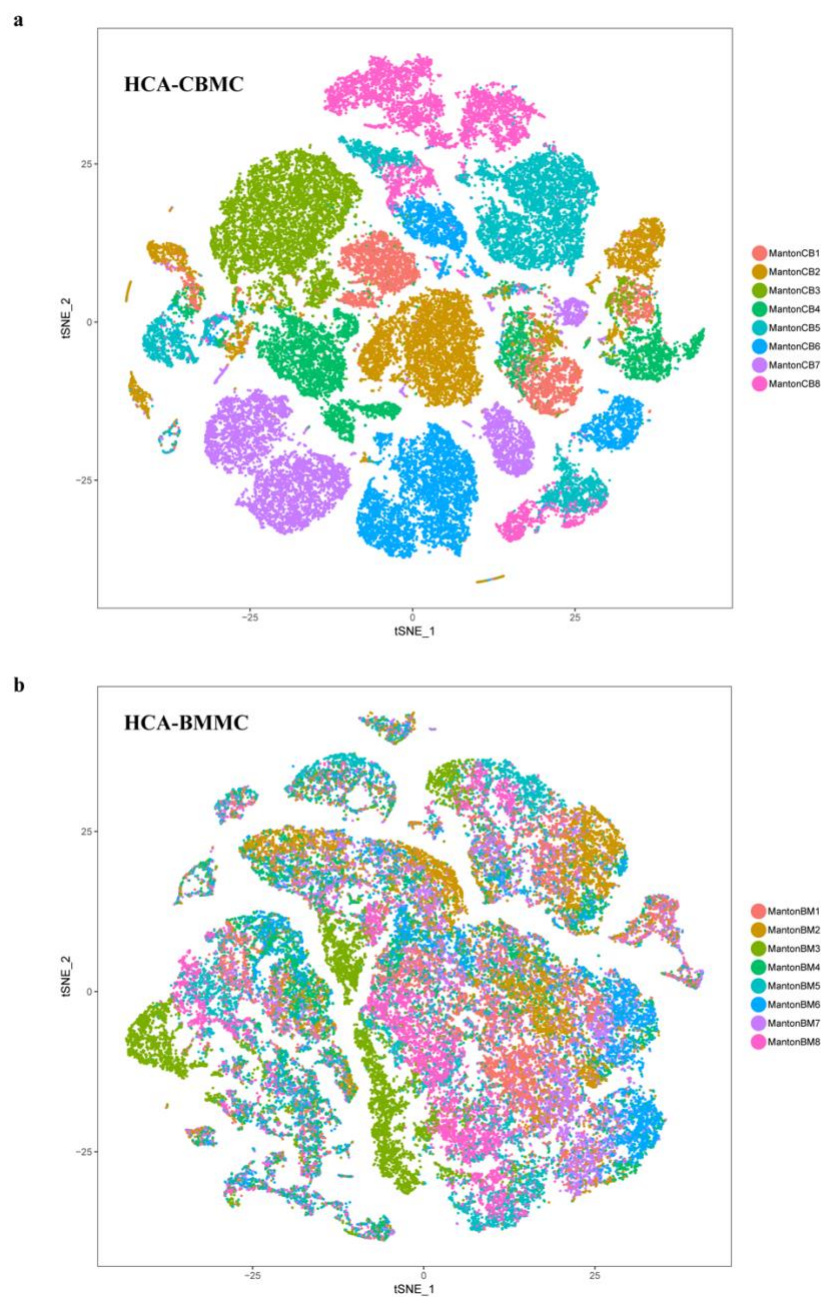 a
HCA-CBMC
25
0
−25
tSNE_2
−25
0
25
tSNE_1
MantonCB1
MantonCB2
MantonCB3
MantonCB4
MantonCB5
MantonCB6
MantonCB7
MantonCB8
b
HCA-BMMC
25
0
−25
tSNE_2
−25
0
25
tSNE_1
MantonBM1
MantonBM2
MantonBM3
MantonBM4
MantonBM5
MantonBM6
MantonBM7
MantonBM8